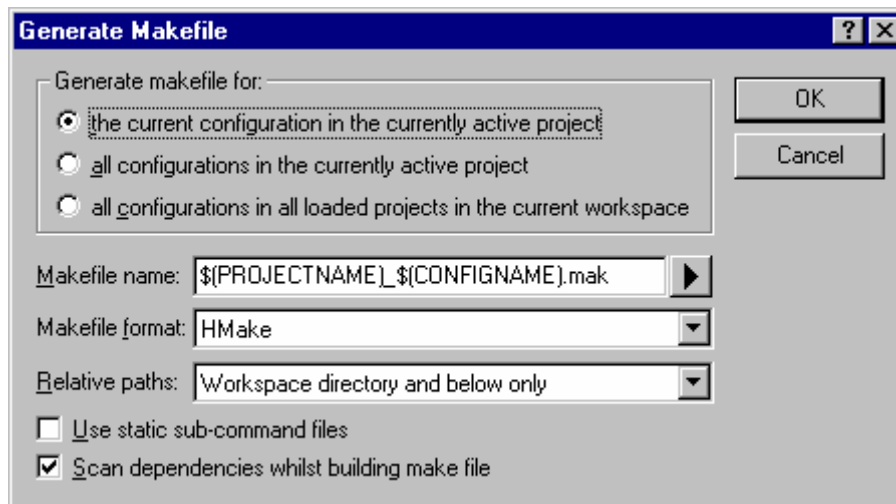 Generate Makefile
Generate makefile for:
the current configuration in the currently active project
all configurations in the currently active project
all configurations in all loaded projects in the current workspace
OK
Cancel
Makefile name: $(PROJECTNAME)_$(CONFIGNAME).mak
Makefile format: HMake
Relative paths: Workspace directory and below only
Use static sub-command files
Scan dependencies whilst building make file